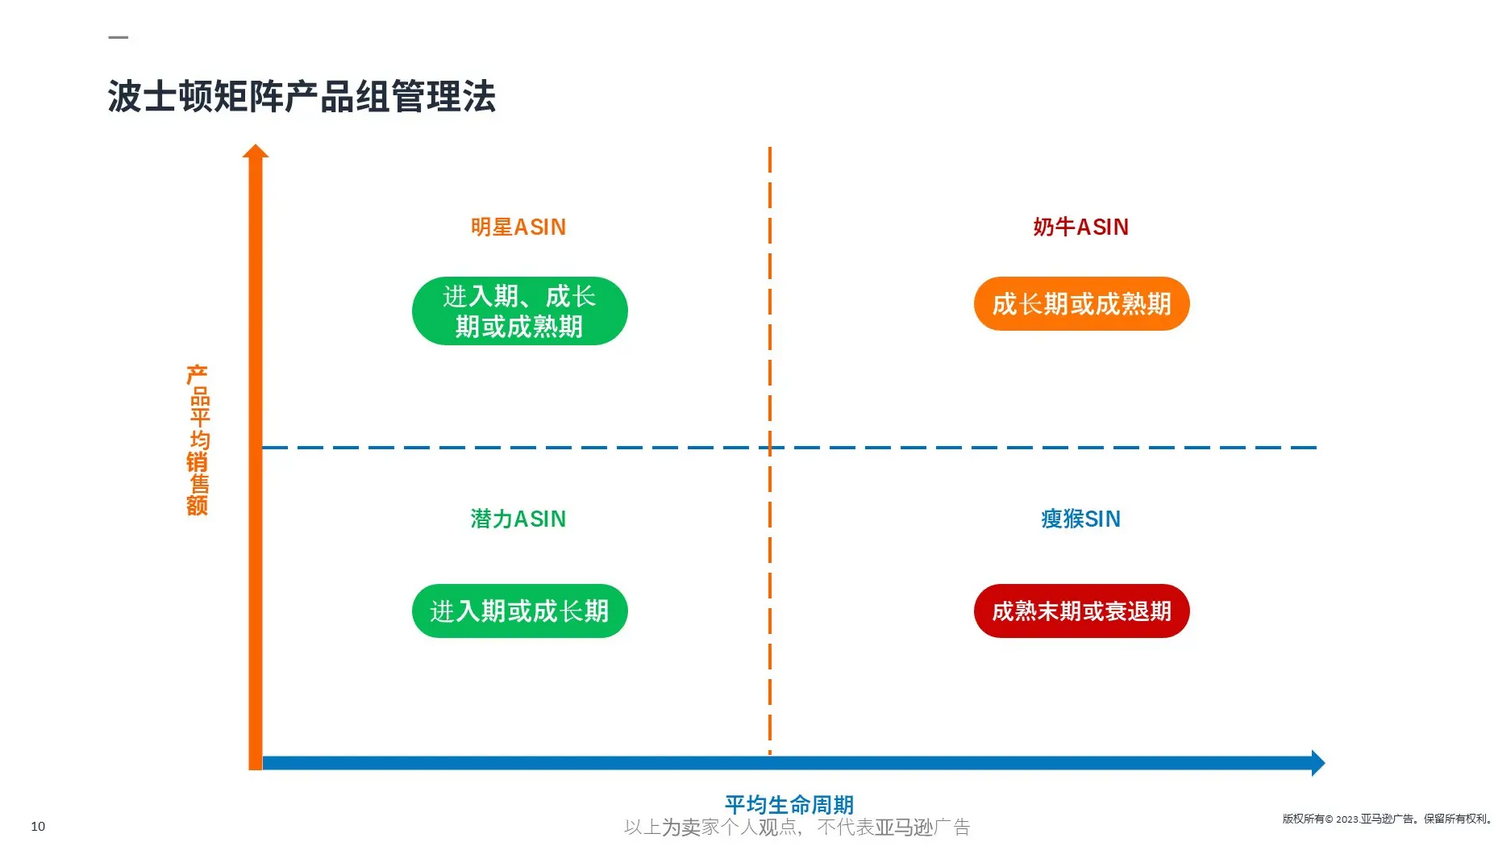 波士顿矩阵产品组管理法
明星ASIN
奶牛ASIN
进入期、成长
期或成熟期
成长期或成熟期
产品平均销售额
潜力ASIN
瘦猴SIN
进入期或成长期
成熟末期或衰退期
平均生命周期
以上为卖家个人观点，不代表亚马逊广告
10
版权所有© 2023.亚马逊广告。保留所有权利。